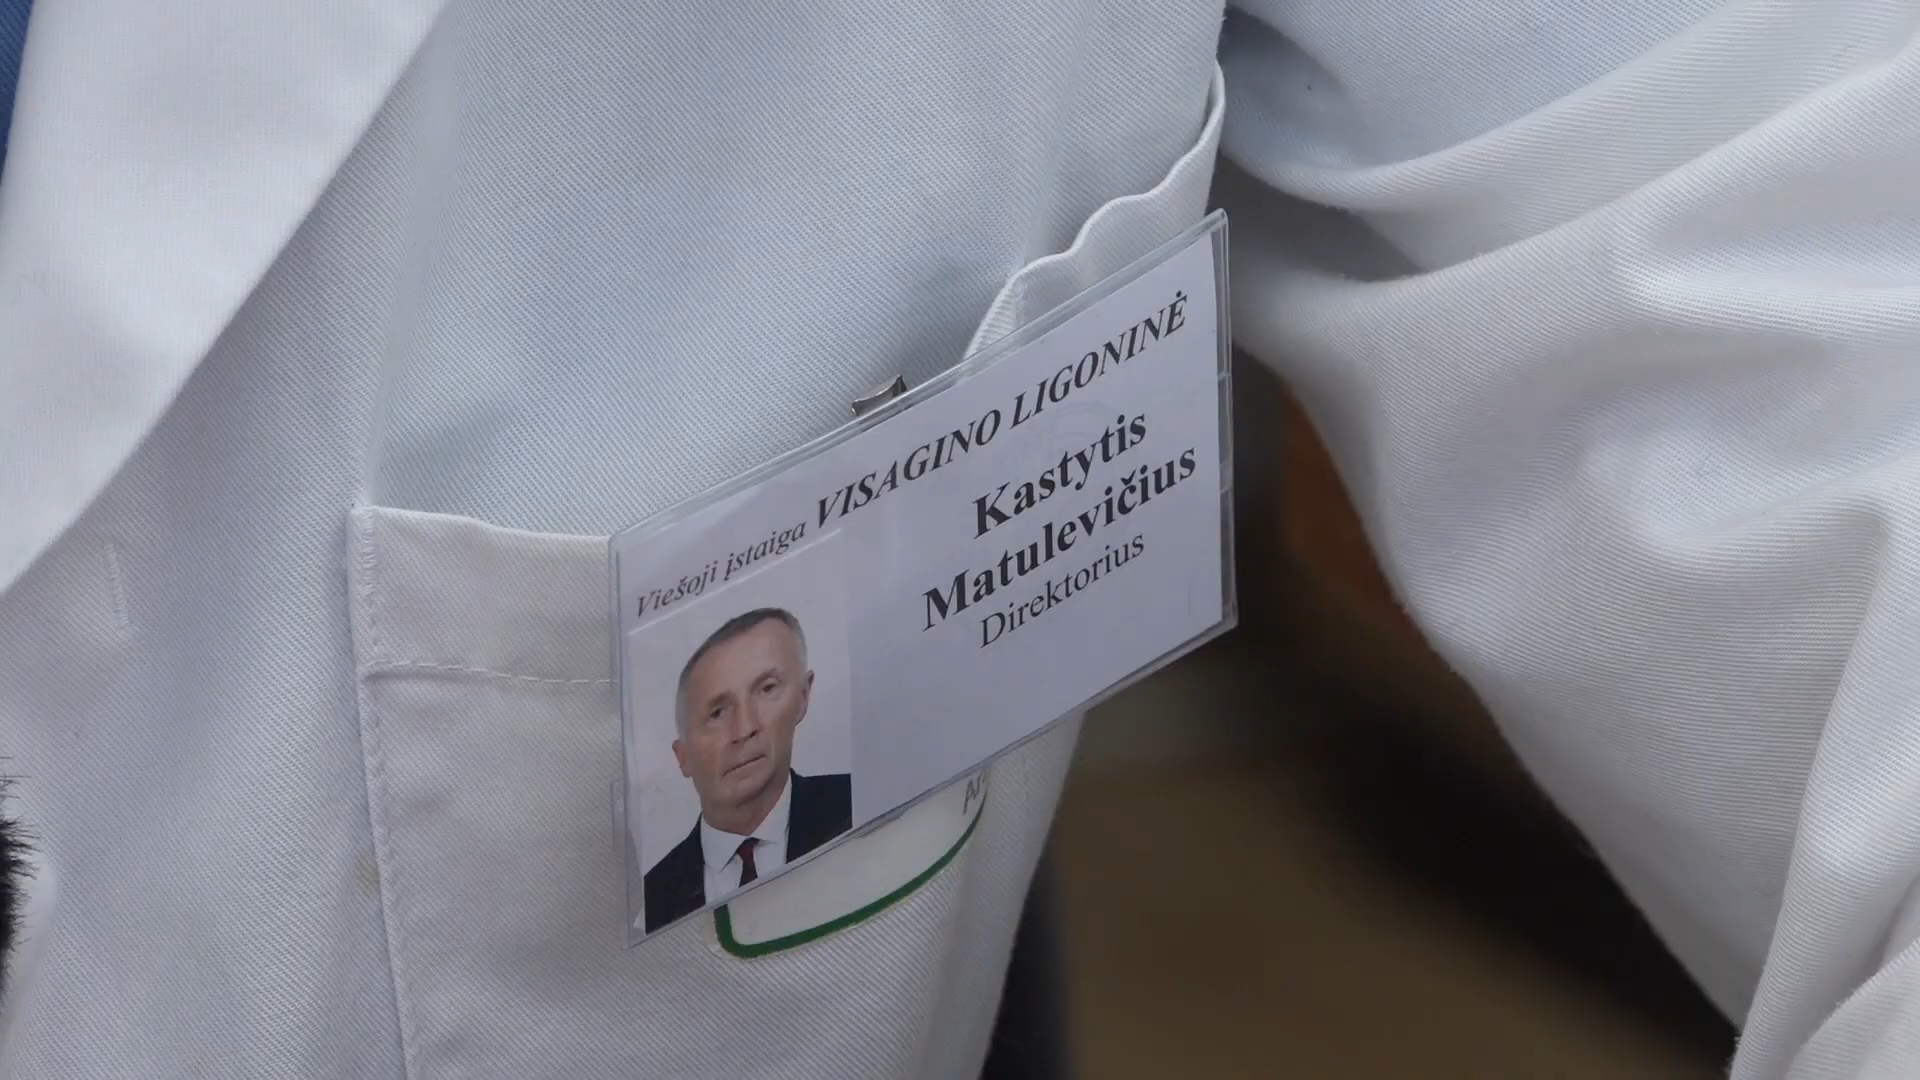 Viešoji įstaiga VISAGINO LIGONINĖ
Kastytis
Matulevičius
Direktorius